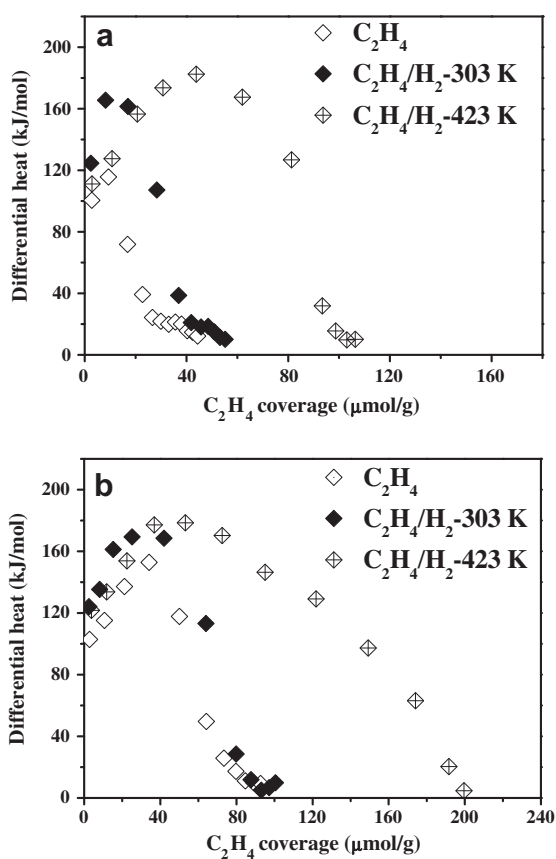 a
C₂H₄
C₂H₄/H₂-303 K
C₂H₄/H₂-423 K
Differential heat (kJ/mol)
200
160
120
80
40
0
0 40 80 120 160
C₂H₄ coverage (μmol/g)
b
C₂H₄
C₂H₄/H₂-303 K
C₂H₄/H₂-423 K
Differential heat (kJ/mol)
200
160
120
80
40
0
0 40 80 120 160 200 240
C₂H₄ coverage (μmol/g)